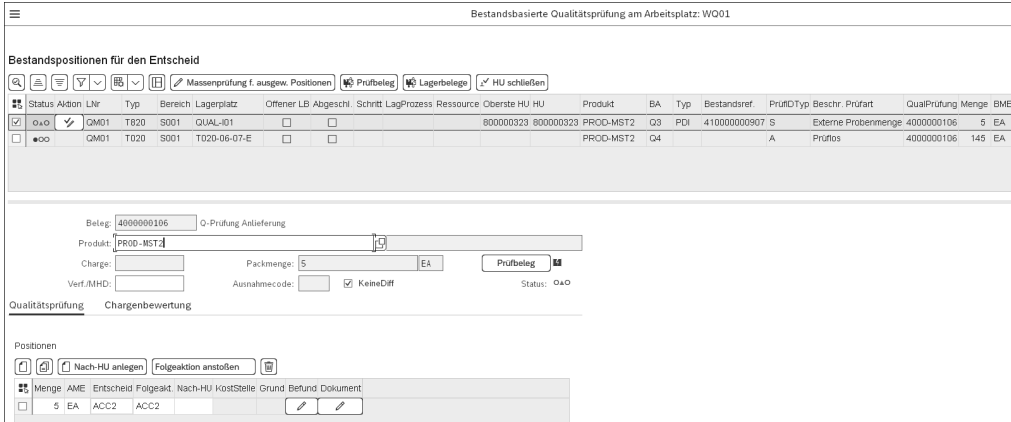 Bestandsbasierte Qualitätsprüfung am Arbeitsplatz: WQ01
Bestandspositionen für den Entscheid
Massenprüfung f. ausgew. Positionen Prüfbeleg Lagerbelege HU schließen
Status Aktion LNr Typ Bereich Lagerplatz Offener LB Abgeschl. Schritt LagProzess Ressource Oberste HU HU Produkt BA Typ Bestandsref. PrüfIDTyp Beschr. Prüfart QualPrüfung Menge BME
QM01 T820 S001 QUAL-I01 800000323 800000323 PROD-MST2 Q3 PDI 410000000907 S Externe Probenmenge 4000000106 5 EA
QM01 T020 S001 T020-06-07-E PROD-MST2 Q4 A Prüflos 4000000106 145 EA
Beleg: 4000000106 Q-Prüfung Anlieferung
Produkt: PROD-MST2
Charge: Packmenge: 5 EA Prüfbeleg
Verf./MHD: Ausnahmecode: KeineDiff Status:
Qualitätsprüfung Chargenbewertung
Positionen
Nach-HU anlegen Folgeaktion anstoßen
Menge AME Entscheid Folgeakt. Nach-HU KostStelle Grund Befund Dokument
5 EA ACC2 ACC2